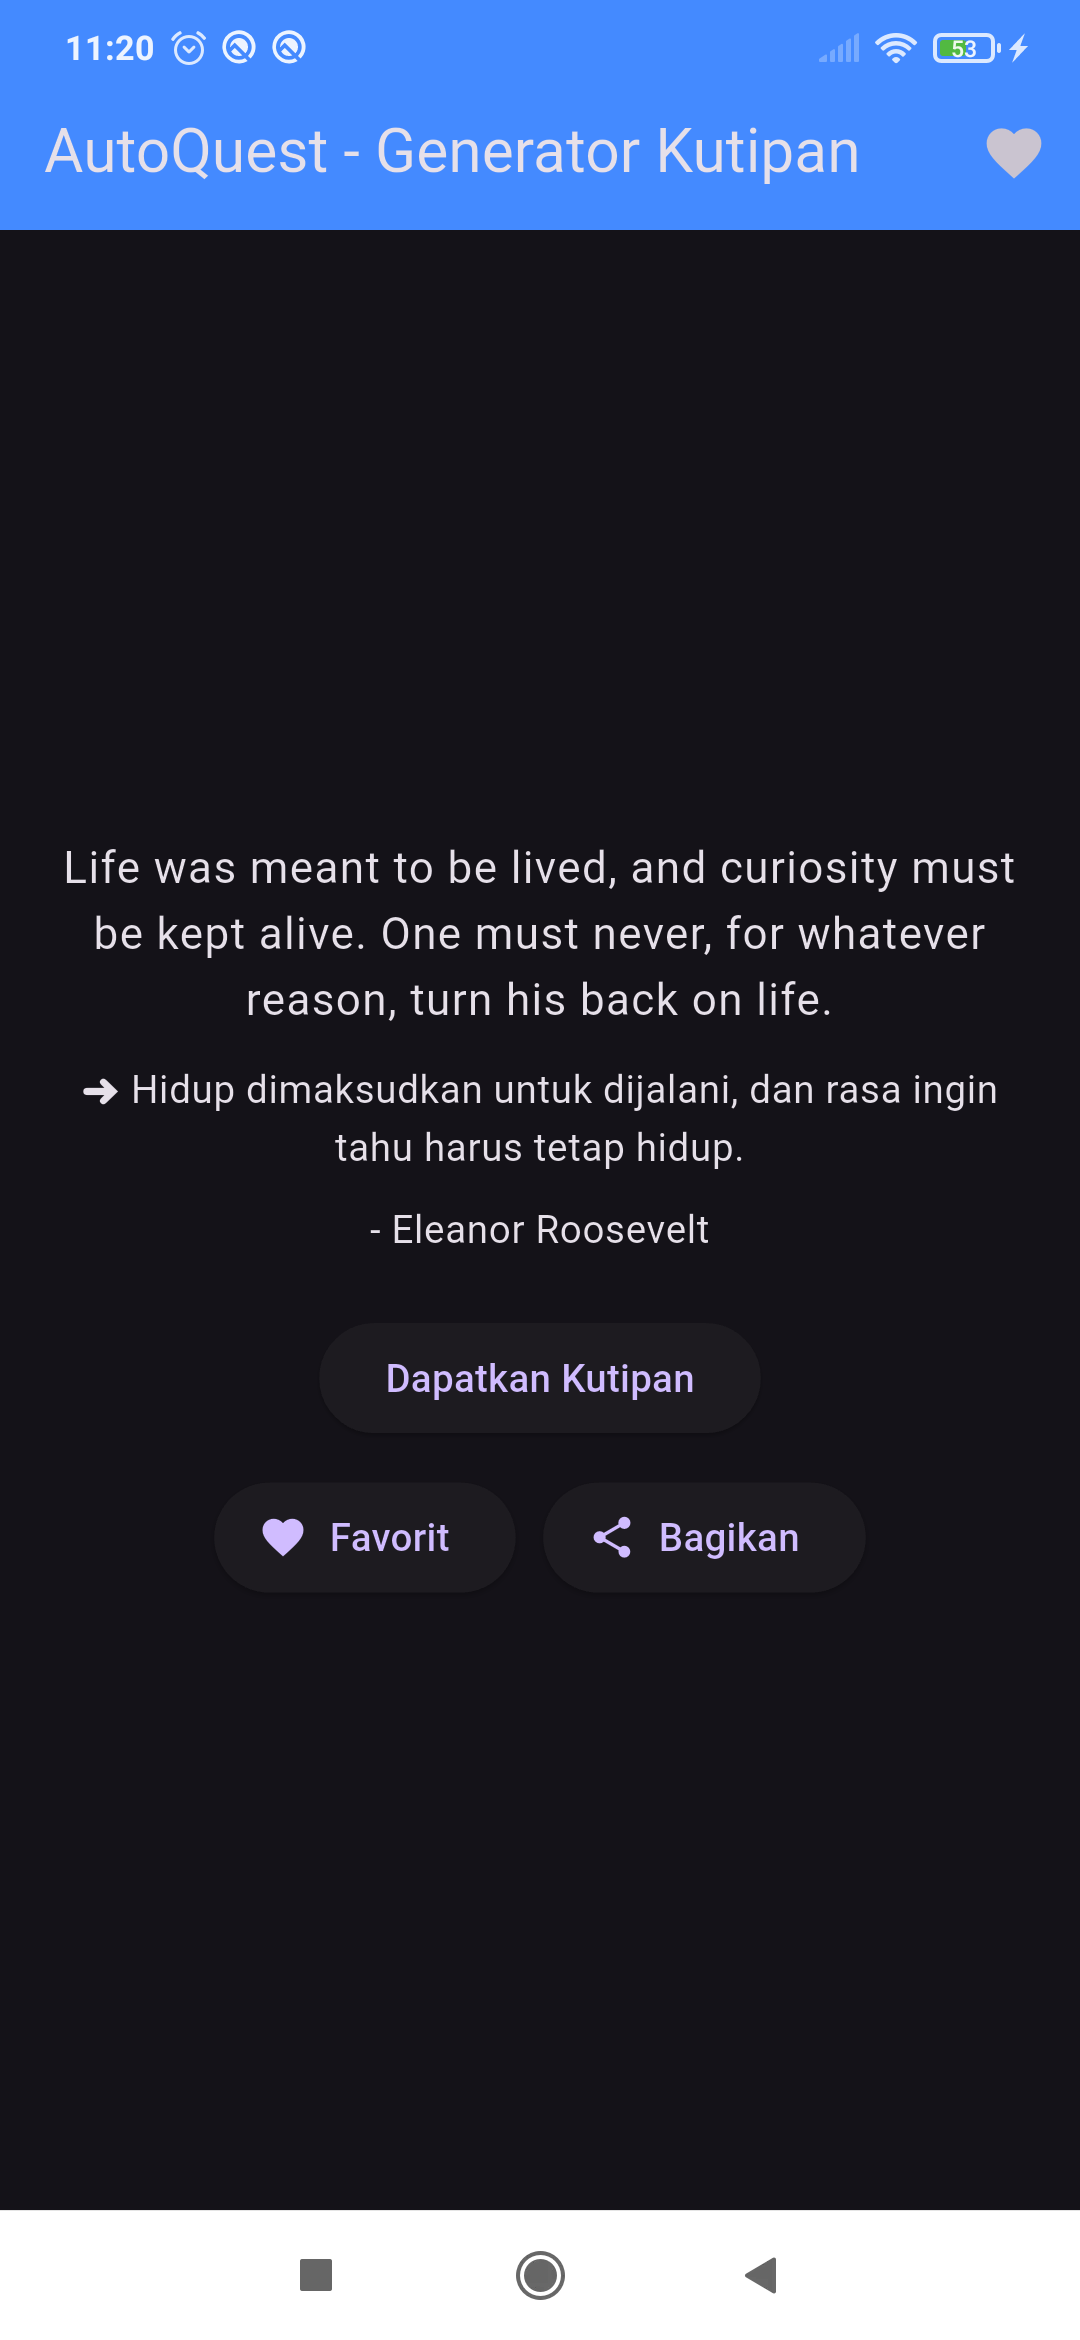 11:20
53
AutoQuest - Generator Kutipan
Life was meant to be lived, and curiosity must
be kept alive. One must never, for whatever
reason, turn his back on life.
➜ Hidup dimaksudkan untuk dijalani, dan rasa ingin
tahu harus tetap hidup.
- Eleanor Roosevelt
Dapatkan Kutipan
Favorit
Bagikan